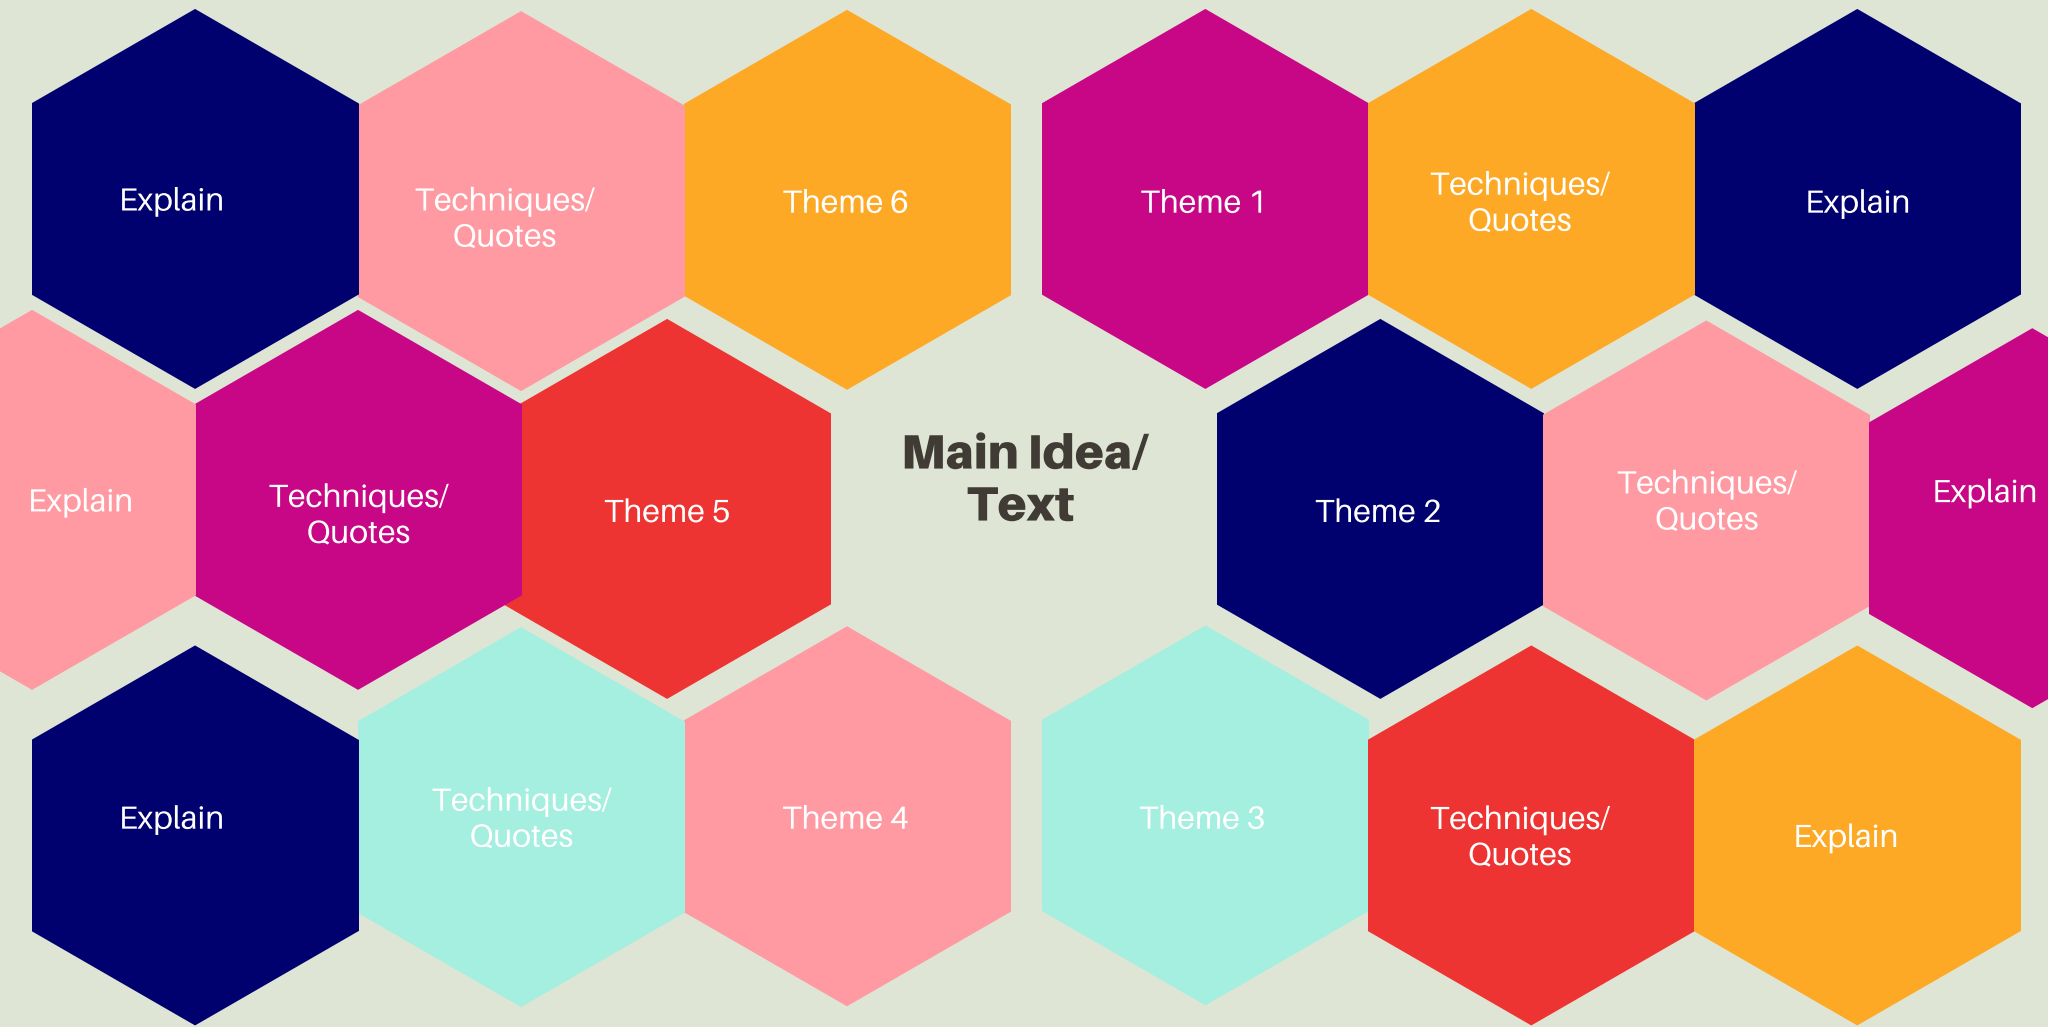 Explain
Techniques/
Quotes
Theme 6
Theme 1
Techniques/
Quotes
Explain
Explain
Techniques/
Quotes
Theme 5
Main Idea/
Text
Theme 2
Techniques/
Quotes
Explain
Explain
Techniques/
Quotes
Theme 4
Theme 3
Techniques/
Quotes
Explain